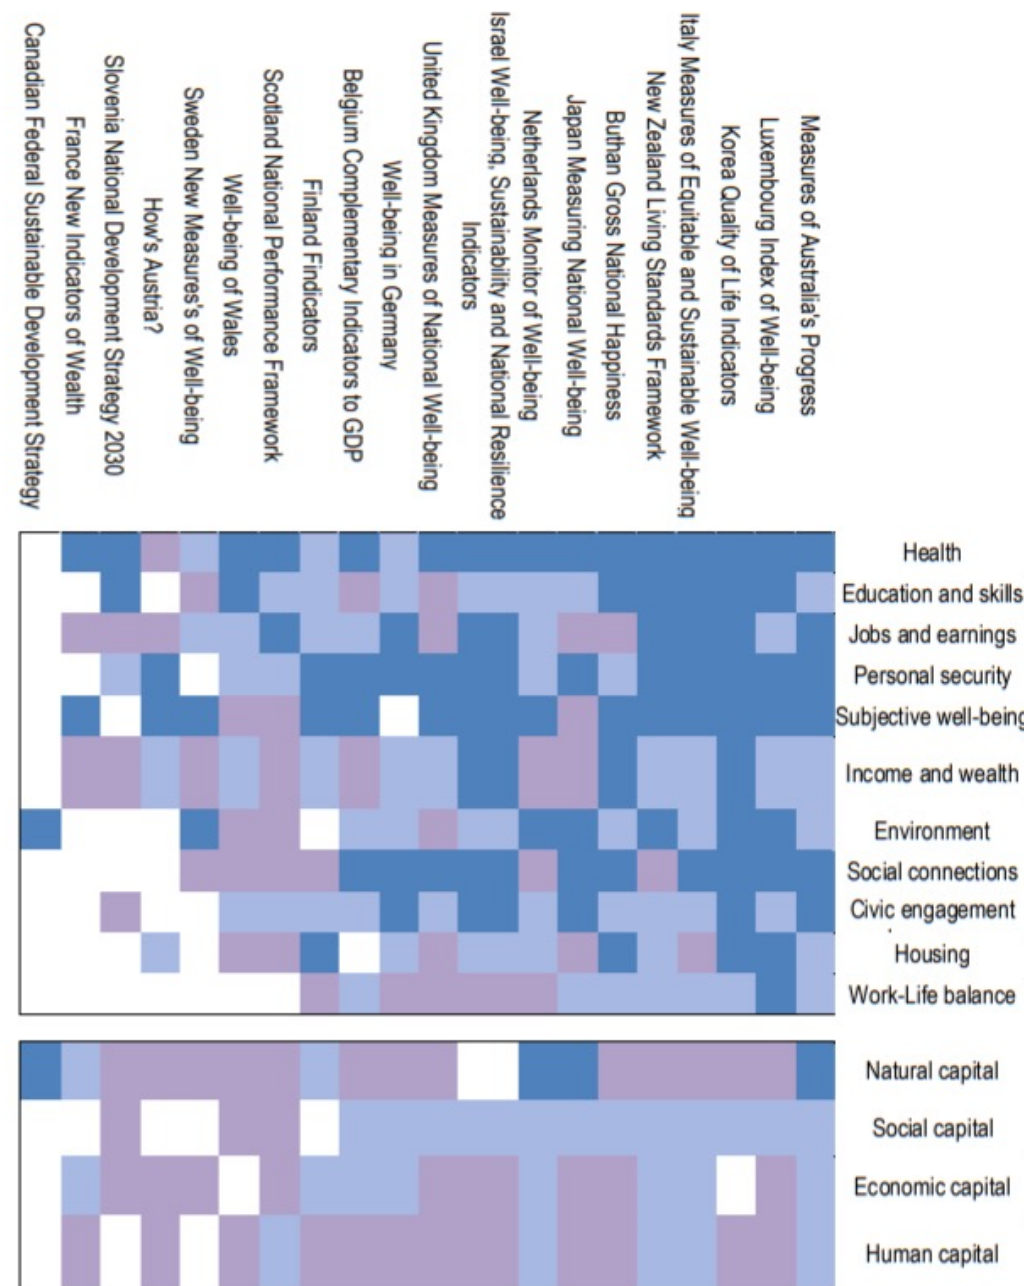 Canadian Federal Sustainable Development Strategy
France New Indicators of Wealth
Slovenia National Development Strategy 2030
How's Austria?
Sweden New Measures's of Well-being
Well-being of Wales
Scotland National Performance Framework
Finland Findicators
Belgium Complementary Indicators to GDP
Well-being in Germany
United Kingdom Measures of National Well-being
Israel Well-being, Sustainability and National Resilience
Indicators
Netherlands Monitor of Well-being
Japan Measuring National Well-being
Buthan Gross National Happiness
New Zealand Living Standards Framework
Italy Measures of Equitable and Sustainable Well-being
Korea Quality of Life Indicators
Luxembourg Index of Well-being
Measures of Australia's Progress
Health
Education and skills
Jobs and earnings
Personal security
Subjective well-being
Income and wealth
Environment
Social connections
Civic engagement
Housing
Work-Life balance
Natural capital
Social capital
Economic capital
Human capital